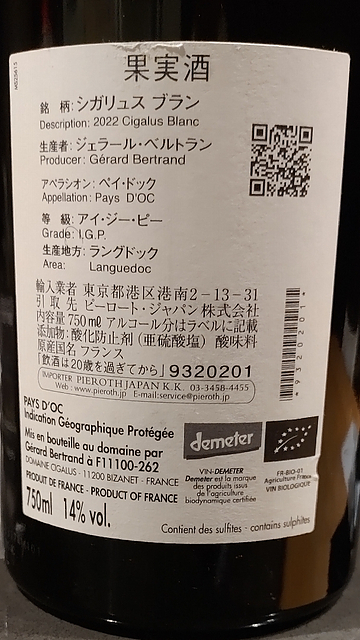 果実酒
銘　柄: シガリュス ブラン
Description: 2022 Cigalus Blanc
生産者: ジェラール・ベルトラン
Producer: Gérard Bertrand
アペラシオン: ペイ・ドック
Appellation: Pays D'OC
等　級: アイ・ジー・ピー
Grade: I.G.P.
生産地方: ラングドック
Area: Languedoc
輸入業者 東京都港区港南2-13-31
引 取 先 ピーロート・ジャパン株式会社
内容量 750㎖ アルコール分はラベルに記載
添加物: 酸化防止剤 (亜硫酸塩) 酸味料
原産国名 フランス
「飲酒は20歳を過ぎてから」9320201
IMPORTER PIEROTH JAPAN K.K. 03-3458-4455
Web : www.pieroth.jp E-mail:service@pieroth.jp
9320201
PAYS D'OC
Indication Géographique Protégée
Mis en bouteille au domaine par
Gérard Bertrand à F11100-262
DOMAINE CIGALUS - 11200 BIZANET - FRANCE
PRODUIT DE FRANCE - PRODUCT OF FRANCE
750ml 14% vol.
demeter
VIN-DEMETER
Demeter est la marque
des produits issus
de l'agriculture
biodynamique certifiée
FR-BIO-01
Agriculture France
VIN BIOLOGIQUE
Contient des sulfites - contains sulphites